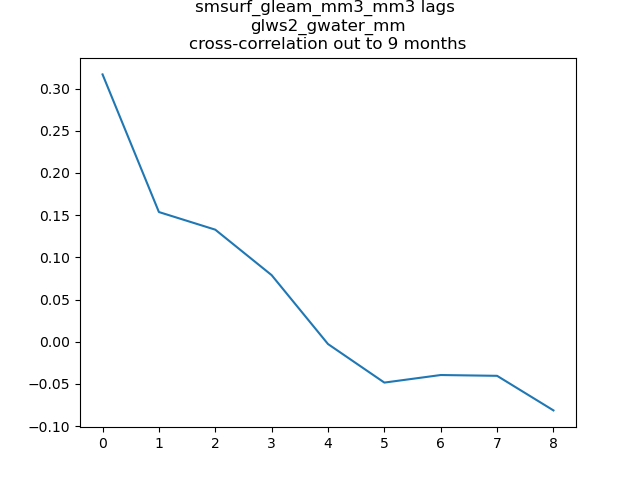 smsurf_gleam_mm3_mm3 lags
glws2_gwater_mm
cross-correlation out to 9 months
0.30
0.25
0.20
0.15
0.10
0.05
0.00
−0.05
−0.10
0 1 2 3 4 5 6 7 8